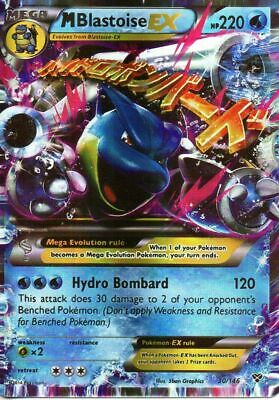 MEGA
M Blastoise EX HP220
Evolves from Blastoise-EX
Mega Evolution rule
When 1 of your Pokémon
becomes a Mega Evolution Pokémon,
your turn ends.
Hydro Bombard 120
This attack does 30 damage to 2 of your opponent's
Benched Pokémon. (Don't apply Weakness and Resistance
for Benched Pokémon.)
weakness
resistance
×2
retreat
Pokémon-EX rule
When a Pokémon-EX has been Knocked
Out, your opponent takes 2 Prize cards.
Illus. 5ban Graphics
30/146
XY